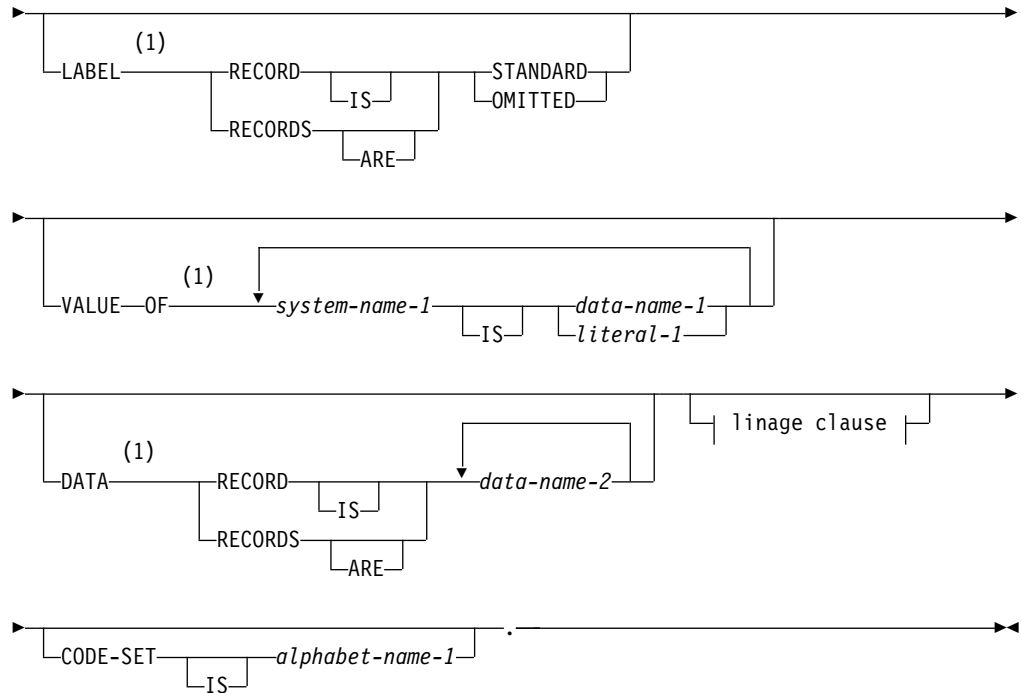 (1)
LABEL RECORD STANDARD
IS OMITTED
RECORDS
ARE
(1)
VALUE OF system-name-1 data-name-1
IS literal-1
linage clause
(1)
DATA RECORD data-name-2
IS
RECORDS
ARE
.
CODE-SET alphabet-name-1
IS